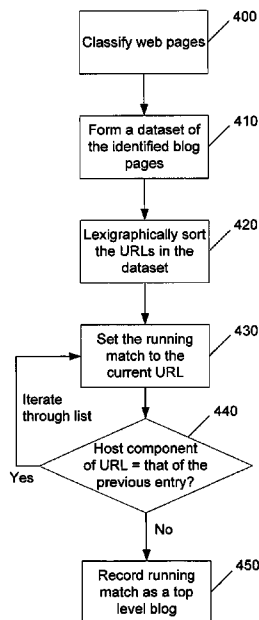 400
Classify web pages
410
Form a dataset of
the identified blog
pages
420
Lexigraphically sort
the URLs in the
dataset
430
Set the running
match to the
current URL
Iterate
through list
440
Host component
of URL = that of the
previous entry?
Yes
No
450
Record running
match as a top
level blog